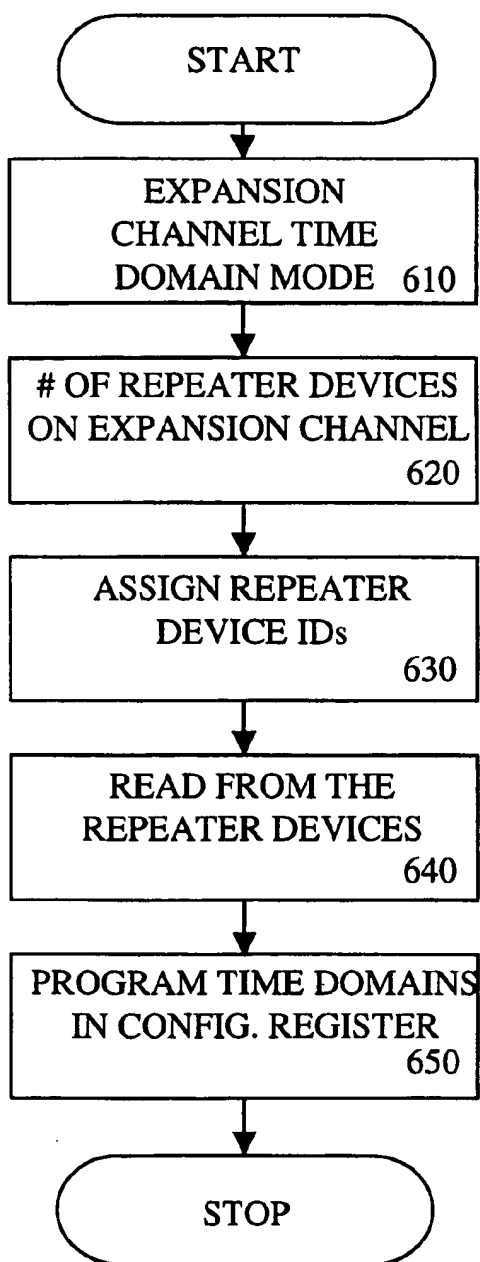 START
EXPANSION
CHANNEL TIME
DOMAIN MODE 610
# OF REPEATER DEVICES
ON EXPANSION CHANNEL
620
ASSIGN REPEATER
DEVICE IDs
630
READ FROM THE
REPEATER DEVICES
640
PROGRAM TIME DOMAINS
IN CONFIG. REGISTER
650
STOP